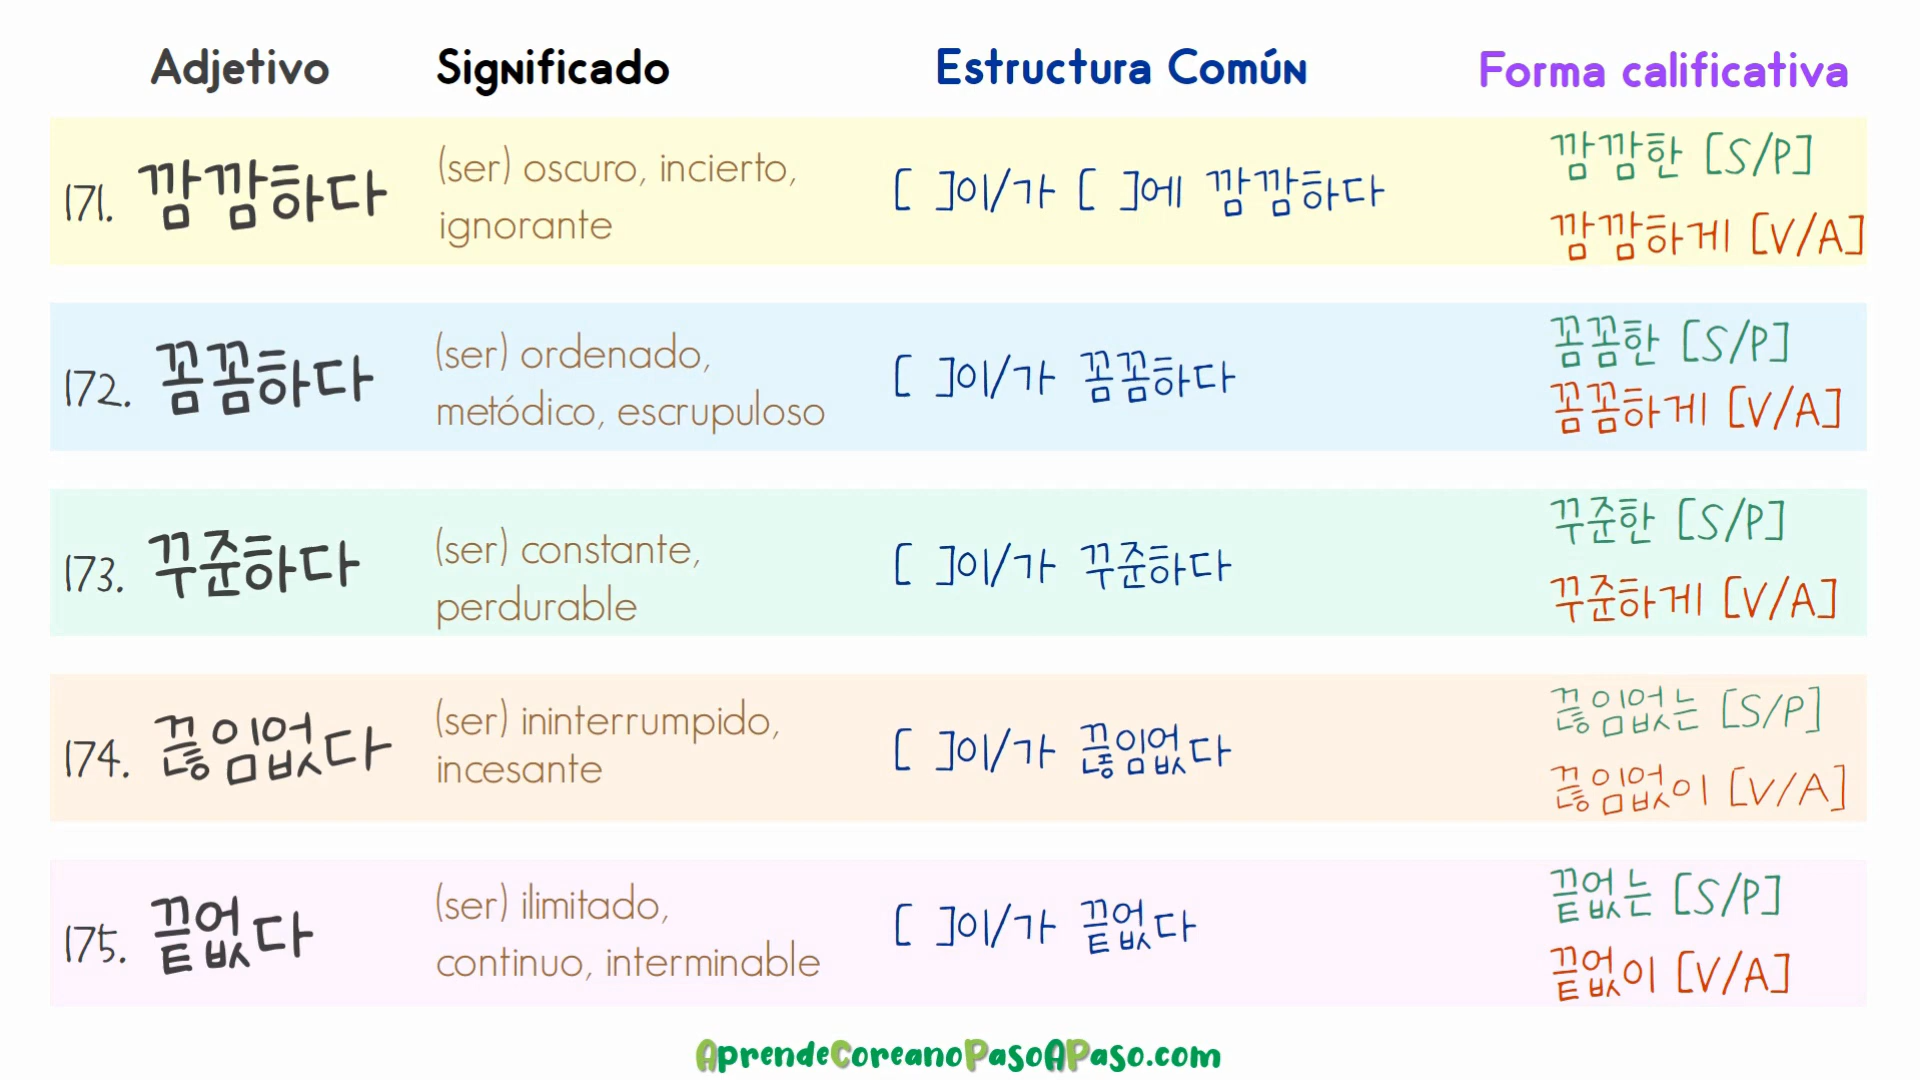 Adjetivo Significado Estructura Común Forma calificativa
171. 깜깜하다 (ser) oscuro, incierto, ignorante [ ]이/가 [ ]에 깜깜하다 깜깜한 [S/P]
깜깜하게 [V/A]
172. 꼼꼼하다 (ser) ordenado, metódico, escrupuloso [ ]이/가 꼼꼼하다 꼼꼼한 [S/P]
꼼꼼하게 [V/A]
173. 꾸준하다 (ser) constante, perdurable [ ]이/가 꾸준하다 꾸준한 [S/P]
꾸준하게 [V/A]
174. 끊임없다 (ser) ininterrumpido, incesante [ ]이/가 끊임없다 끊임없는 [S/P]
끊임없이 [V/A]
175. 끝없다 (ser) ilimitado, continuo, interminable [ ]이/가 끝없다 끝없는 [S/P]
끝없이 [V/A]
AprendeCoreanoPasoAPaso.com